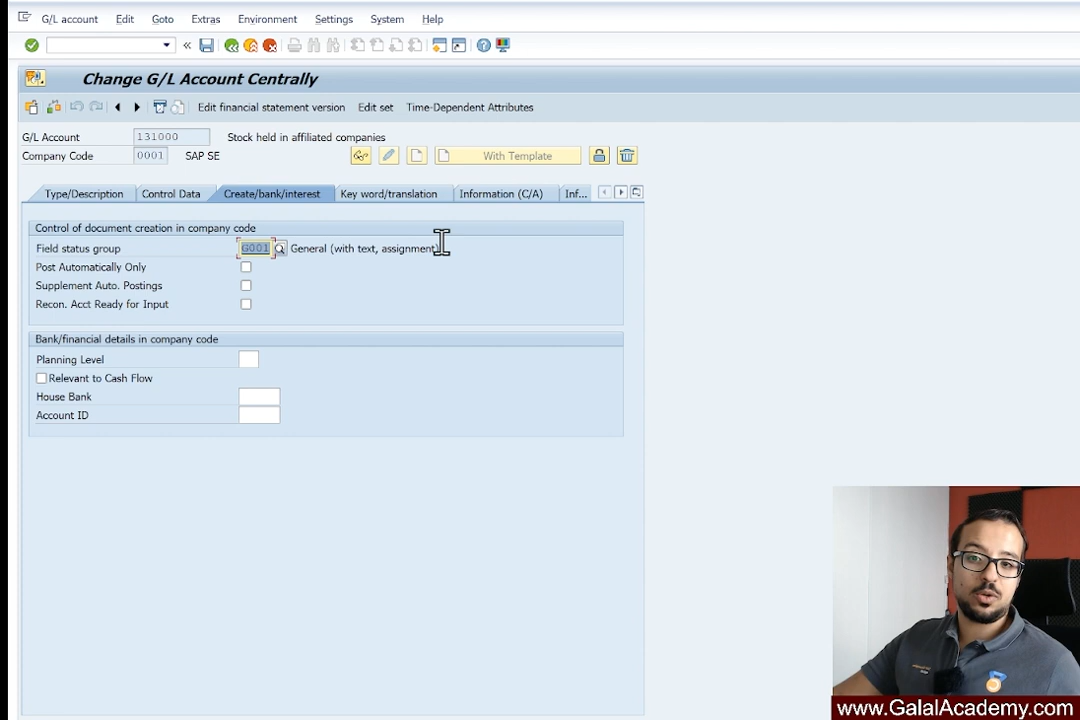 G/L account Edit Goto Extras Environment Settings System Help
Change G/L Account Centrally
Edit financial statement version Edit set Time-Dependent Attributes
G/L Account 131000 Stock held in affiliated companies
Company Code 0001 SAP SE With Template
Type/Description Control Data Create/bank/interest Key word/translation Information (C/A) Inf...
Control of document creation in company code
Field status group G001 General (with text, assignment)
Post Automatically Only
Supplement Auto. Postings
Recon. Acct Ready for Input
Bank/financial details in company code
Planning Level
Relevant to Cash Flow
House Bank
Account ID
www.GalalAcademy.com